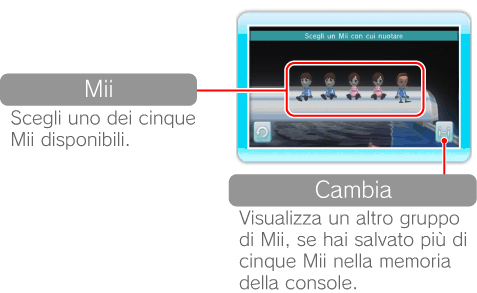 Scegli un Mii con cui nuotare
Mii
Scegli uno dei cinque
Mii disponibili.
Cambia
Visualizza un altro gruppo
di Mii, se hai salvato più di
cinque Mii nella memoria
della console.